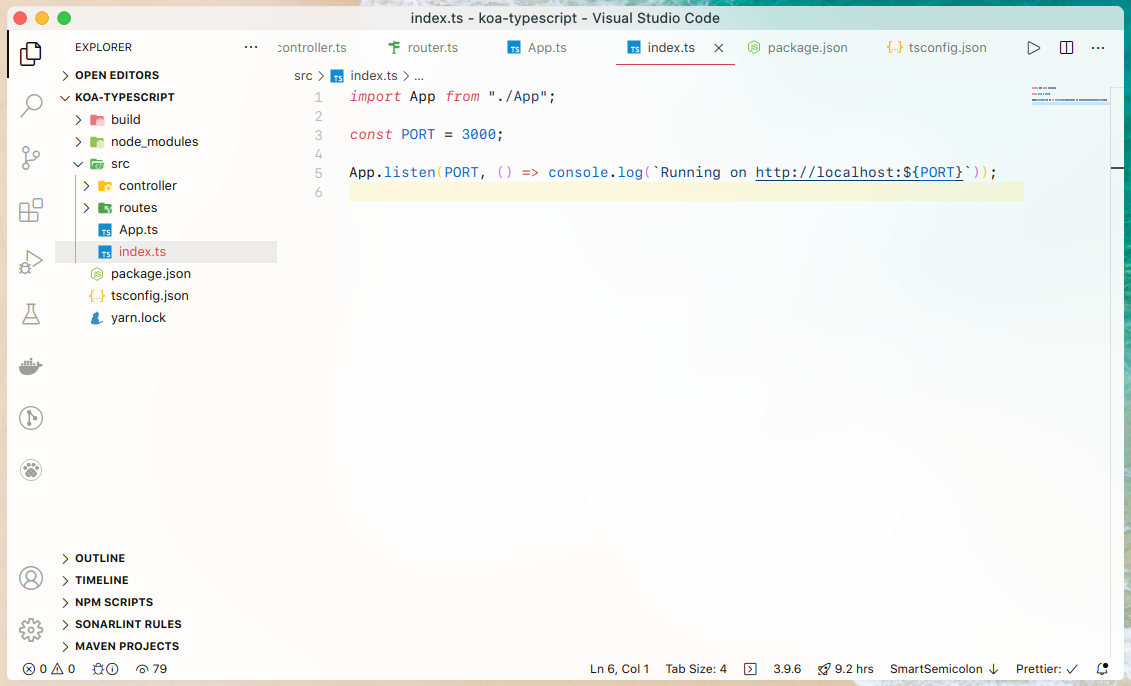 index.ts - koa-typescript - Visual Studio Code
EXPLORER
controller.ts router.ts App.ts index.ts package.json tsconfig.json
OPEN EDITORS
KOA-TYPESCRIPT
build
node_modules
src
controller
routes
App.ts
index.ts
package.json
tsconfig.json
yarn.lock
OUTLINE
TIMELINE
NPM SCRIPTS
SONARLINT RULES
MAVEN PROJECTS
src > index.ts > ...
1 import App from "./App";
2
3 const PORT = 3000;
4
5 App.listen(PORT, () => console.log(`Running on http://localhost:${PORT}`));
6
0 0 79 Ln 6, Col 1 Tab Size: 4 3.9.6 9.2 hrs SmartSemicolon ↓ Prettier: ✓